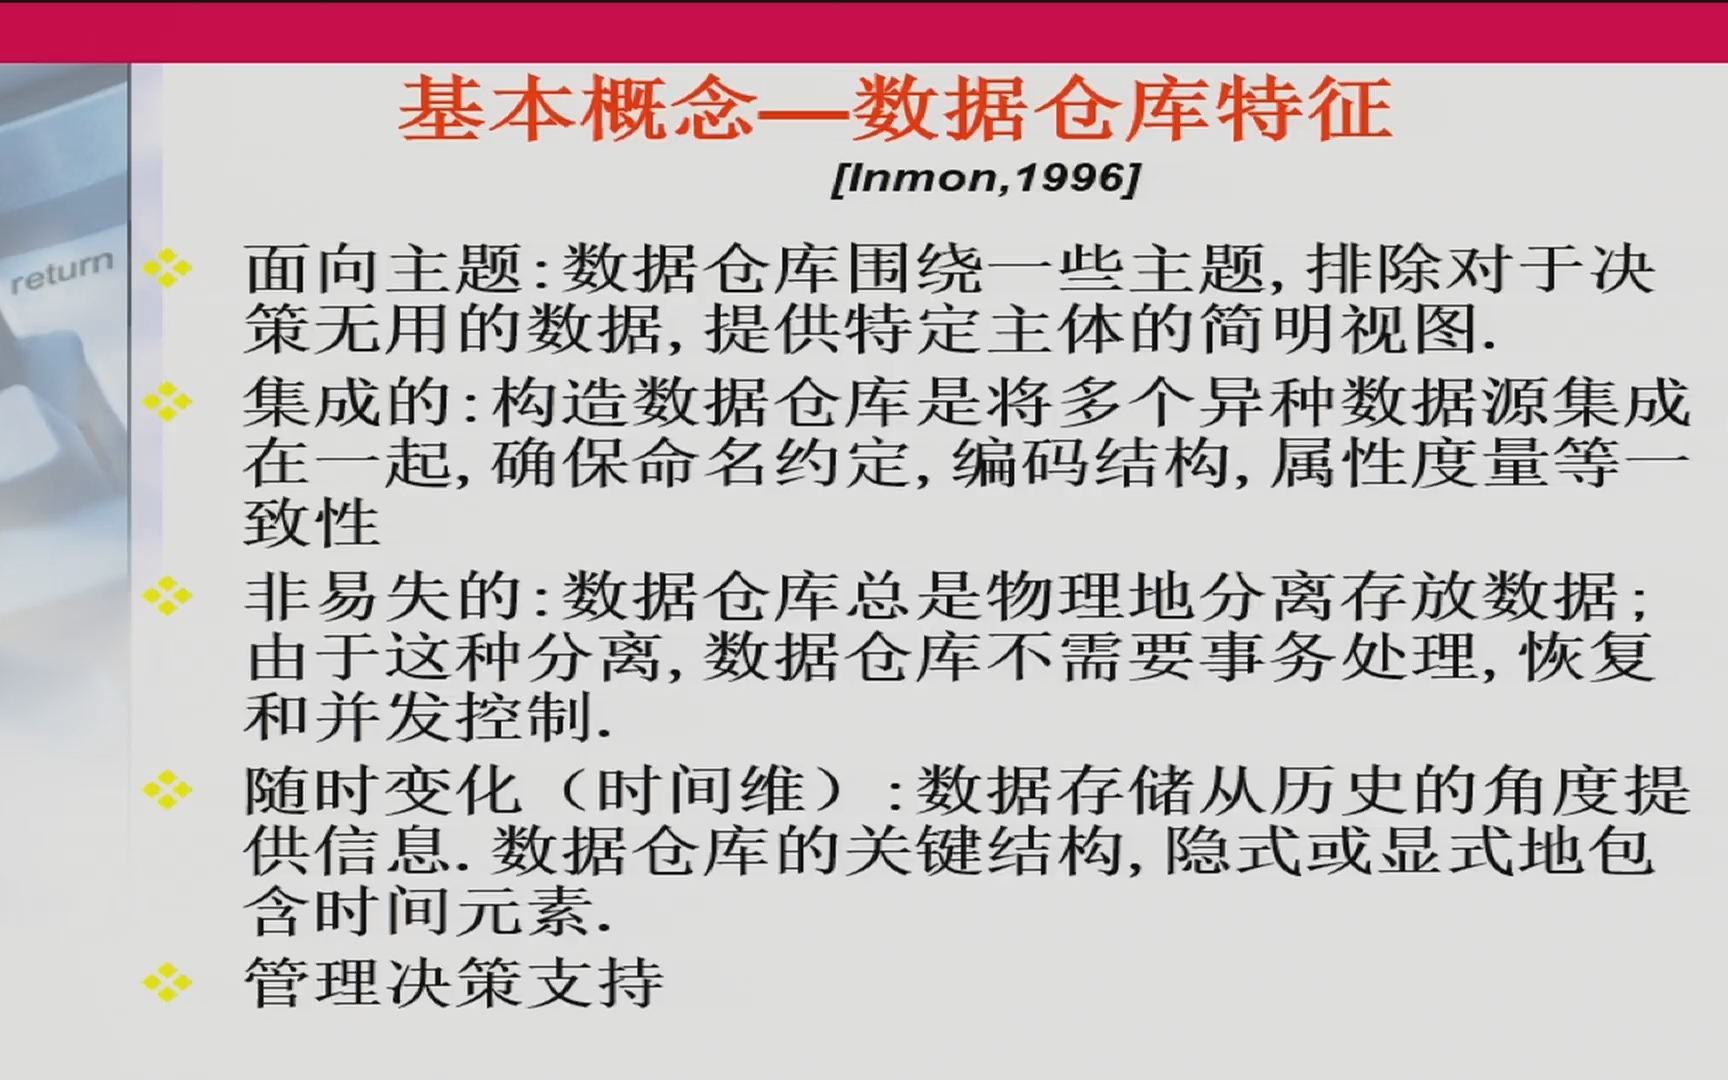 基本概念—数据仓库特征
[Inmon,1996]
return
面向主题:数据仓库围绕一些主题,排除对于决
策无用的数据,提供特定主体的简明视图.
集成的:构造数据仓库是将多个异种数据源集成
在一起,确保命名约定,编码结构,属性度量等一
致性
非易失的:数据仓库总是物理地分离存放数据;
由于这种分离,数据仓库不需要事务处理,恢复
和并发控制.
随时变化（时间维）:数据存储从历史的角度提
供信息.数据仓库的关键结构,隐式或显式地包
含时间元素.
管理决策支持